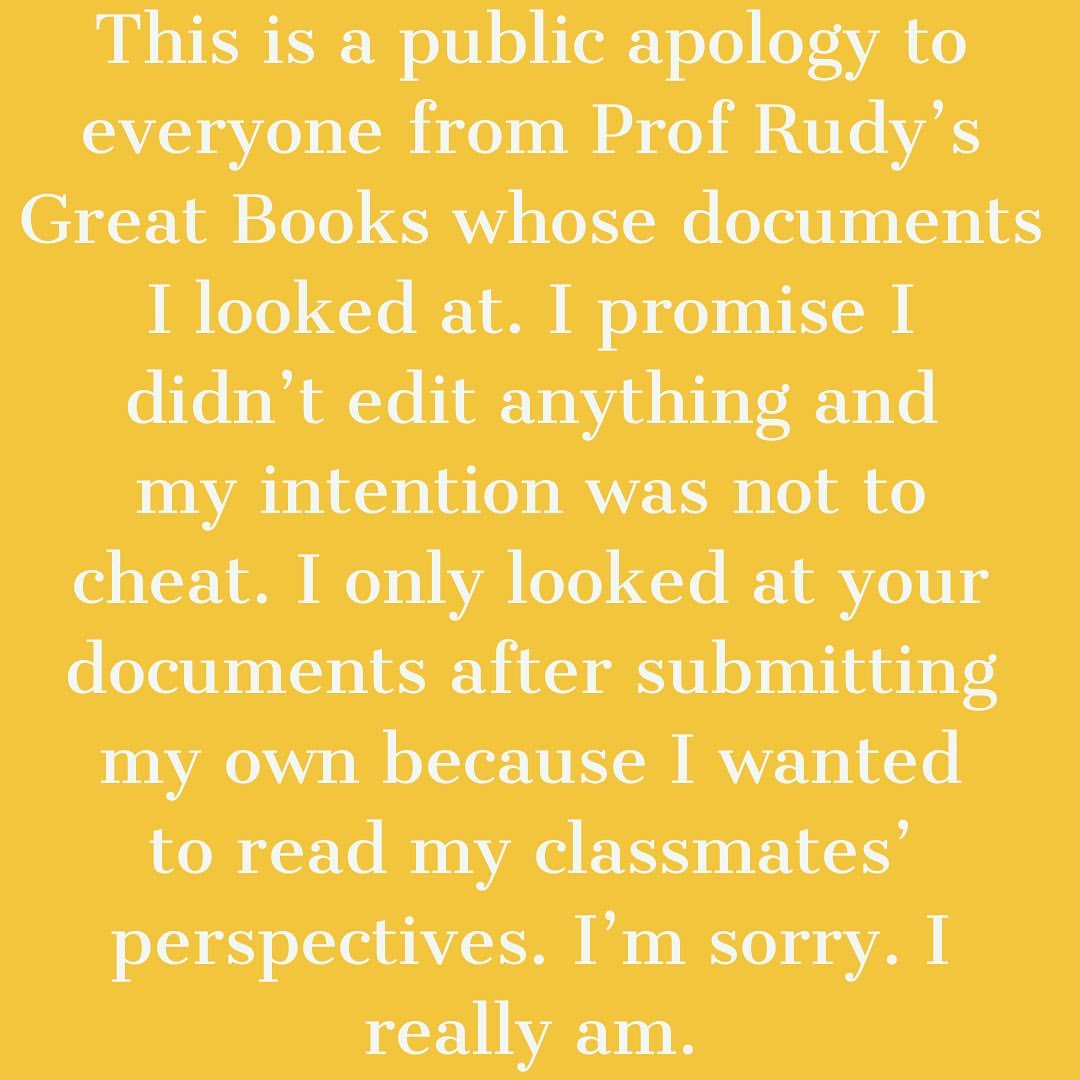 This is a public apology to
everyone from Prof Rudy’s
Great Books whose documents
I looked at. I promise I
didn’t edit anything and
my intention was not to
cheat. I only looked at your
documents after submitting
my own because I wanted
to read my classmates’
perspectives. I’m sorry. I
really am.